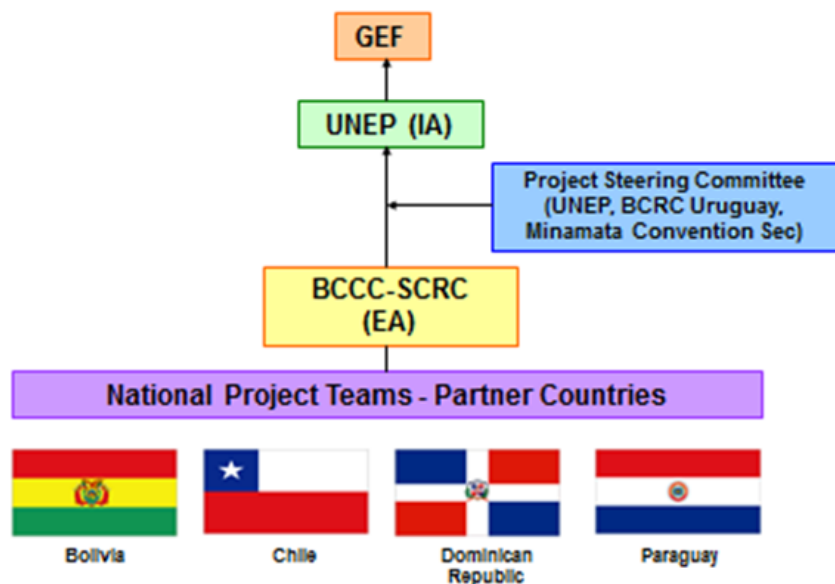 GEF
UNEP (IA)
Project Steering Committee
(UNEP, BCRC Uruguay,
Minamata Convention Sec)
BCCC-SCRC
(EA)
National Project Teams - Partner Countries
Bolivia
Chile
Dominican
Republic
Paraguay